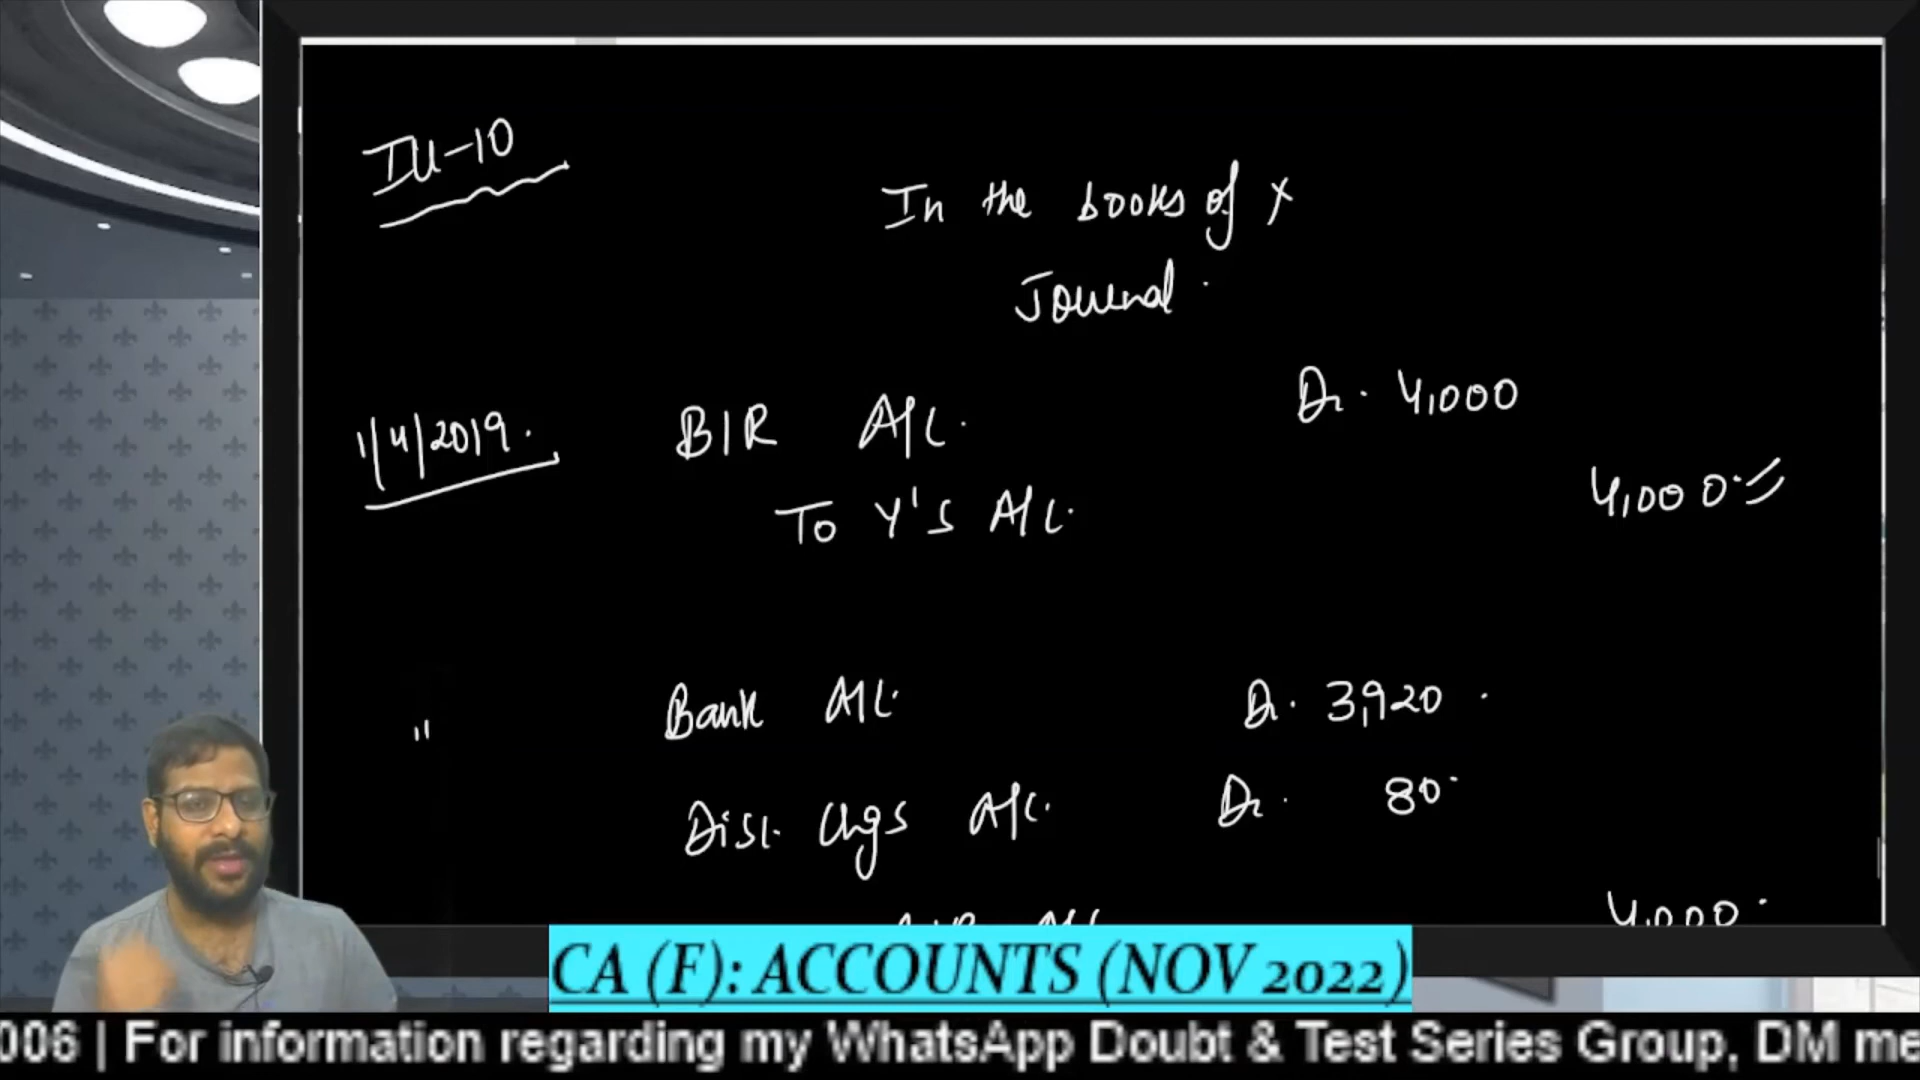 Ill-10
In the books of X
Journal.
1/4/2019. B/R A/c. Dr. 4,000
To Y's A/c. 4,000.
" Bank A/c. Dr. 3,920.
Disc. Chgs A/c. Dr. 80.
B/R A/c 4,000.
CA (F): ACCOUNTS (NOV 2022)
006 | For information regarding my WhatsApp Doubt & Test Series Group, DM me